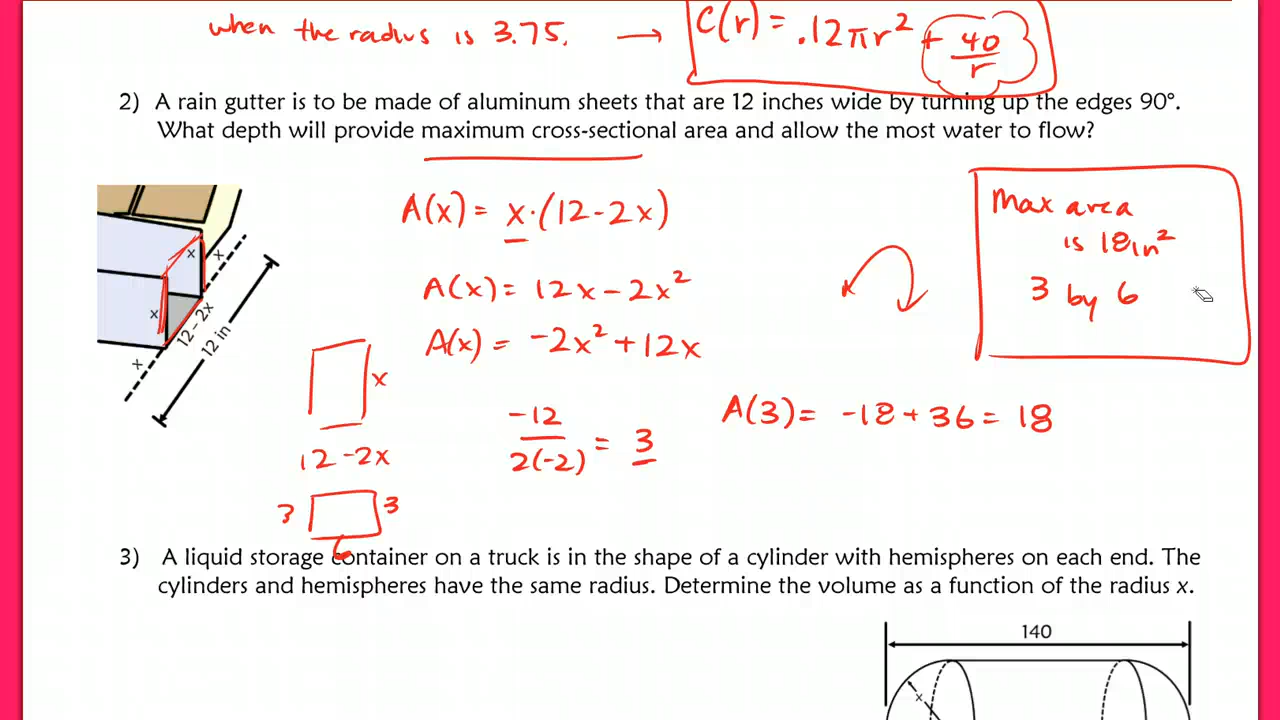 when the radius is 3.75. → C(r) = .12πr² + 40/r
2) A rain gutter is to be made of aluminum sheets that are 12 inches wide by turning up the edges 90°.
What depth will provide maximum cross-sectional area and allow the most water to flow?
A(x) = x·(12-2x)
A(x) = 12x - 2x²
A(x) = -2x² + 12x
-12/2(-2) = 3
A(3) = -18 + 36 = 18
Max area
is 18in²
3 by 6
x
x
x
x
12 - 2x
12 in
x
12-2x
3
3
6
3) A liquid storage container on a truck is in the shape of a cylinder with hemispheres on each end. The
cylinders and hemispheres have the same radius. Determine the volume as a function of the radius x.
140
x